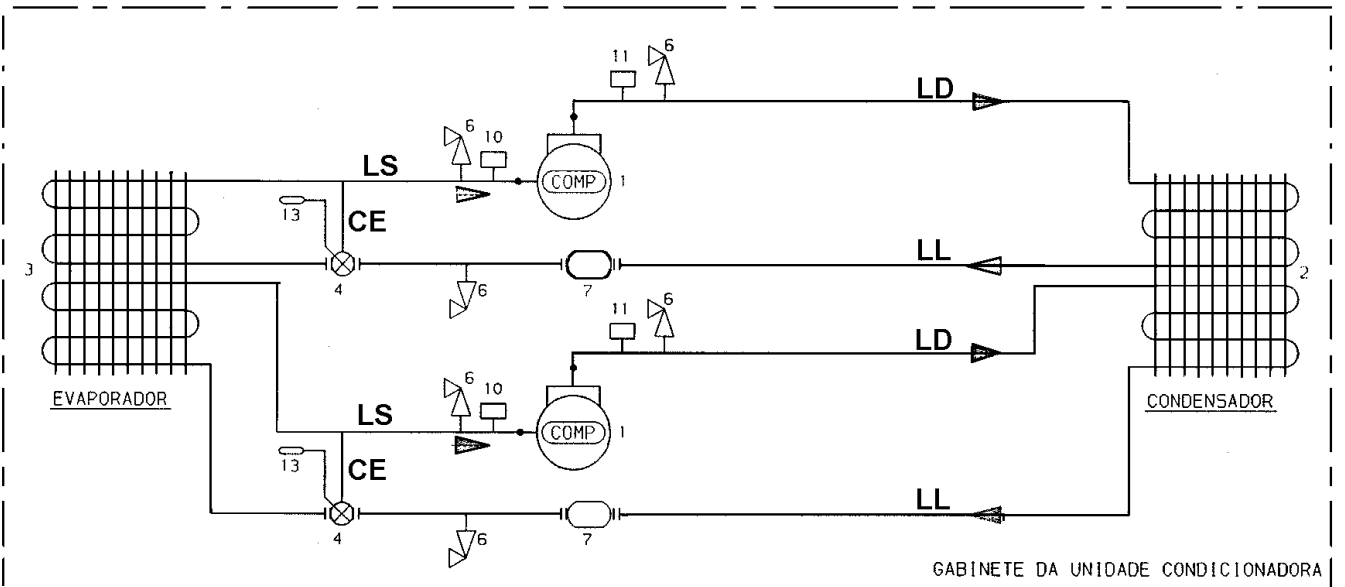 11
6
LD
6
10
LS
COMP
1
13
CE
LL
3
2
4
6
7
11
6
LD
EVAPORADOR
CONDENSADOR
6
10
LS
COMP
1
13
CE
LL
4
6
7
GABINETE DA UNIDADE CONDICIONADORA